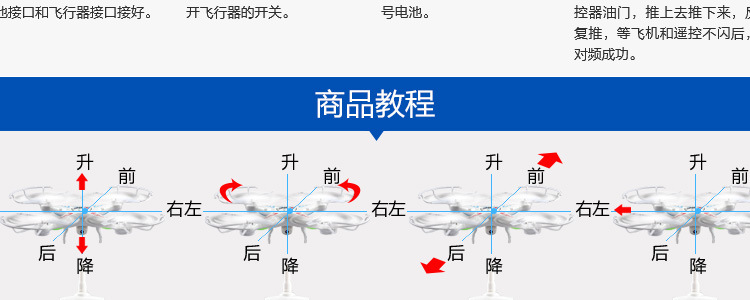 接口和飞行器接口接好。
开飞行器的开关。
号电池。
控器油门，推上去推下来，
复推，等飞机和遥控不闪后，
对频成功。
商品教程
升 升 升 升
前 前 前 前
右左 右左 右左
后 后 后 后
降 降 降 降